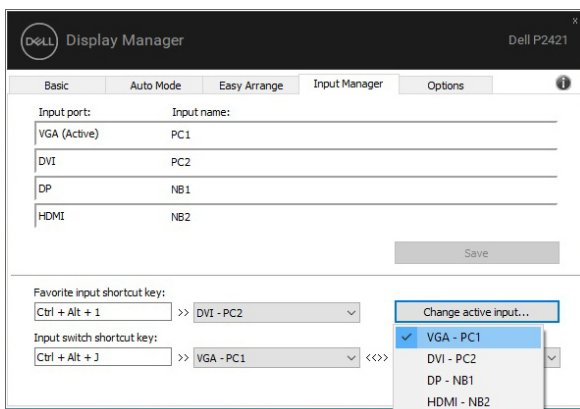 DELL Display Manager Dell P2421
Basic Auto Mode Easy Arrange Input Manager Options
Input port: Input name:
VGA (Active) PC1
DVI PC2
DP NB1
HDMI NB2
Save
Favorite input shortcut key:
Ctrl + Alt + 1 >> DVI - PC2 Change active input...
Input switch shortcut key:
Ctrl + Alt + J >> VGA - PC1 <<>>
VGA - PC1
DVI - PC2
DP - NB1
HDMI - NB2